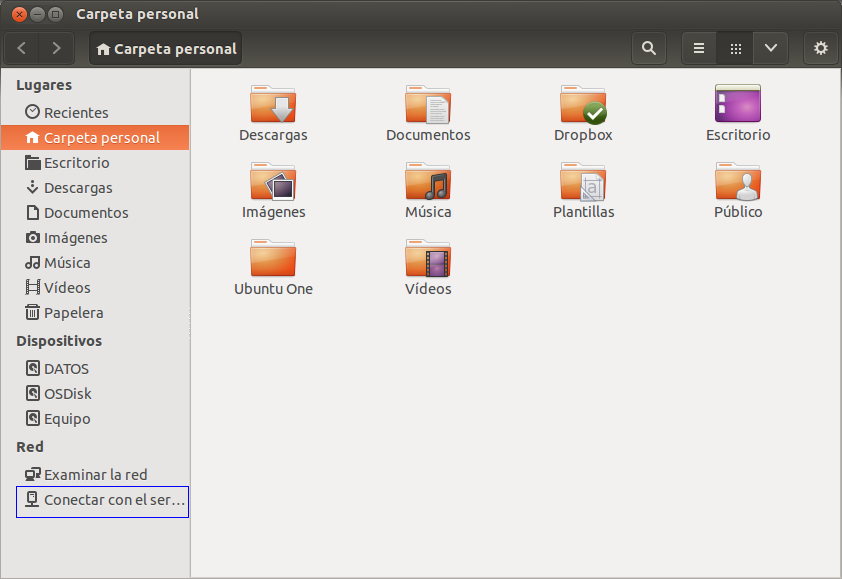 Carpeta personal
Carpeta personal
Lugares
Recientes
Carpeta personal
Escritorio
Descargas
Documentos
Imágenes
Música
Vídeos
Papelera
Dispositivos
DATOS
OSDisk
Equipo
Red
Examinar la red
Conectar con el ser...
Descargas Documentos Dropbox Escritorio
Imágenes Música Plantillas Público
Ubuntu One Vídeos